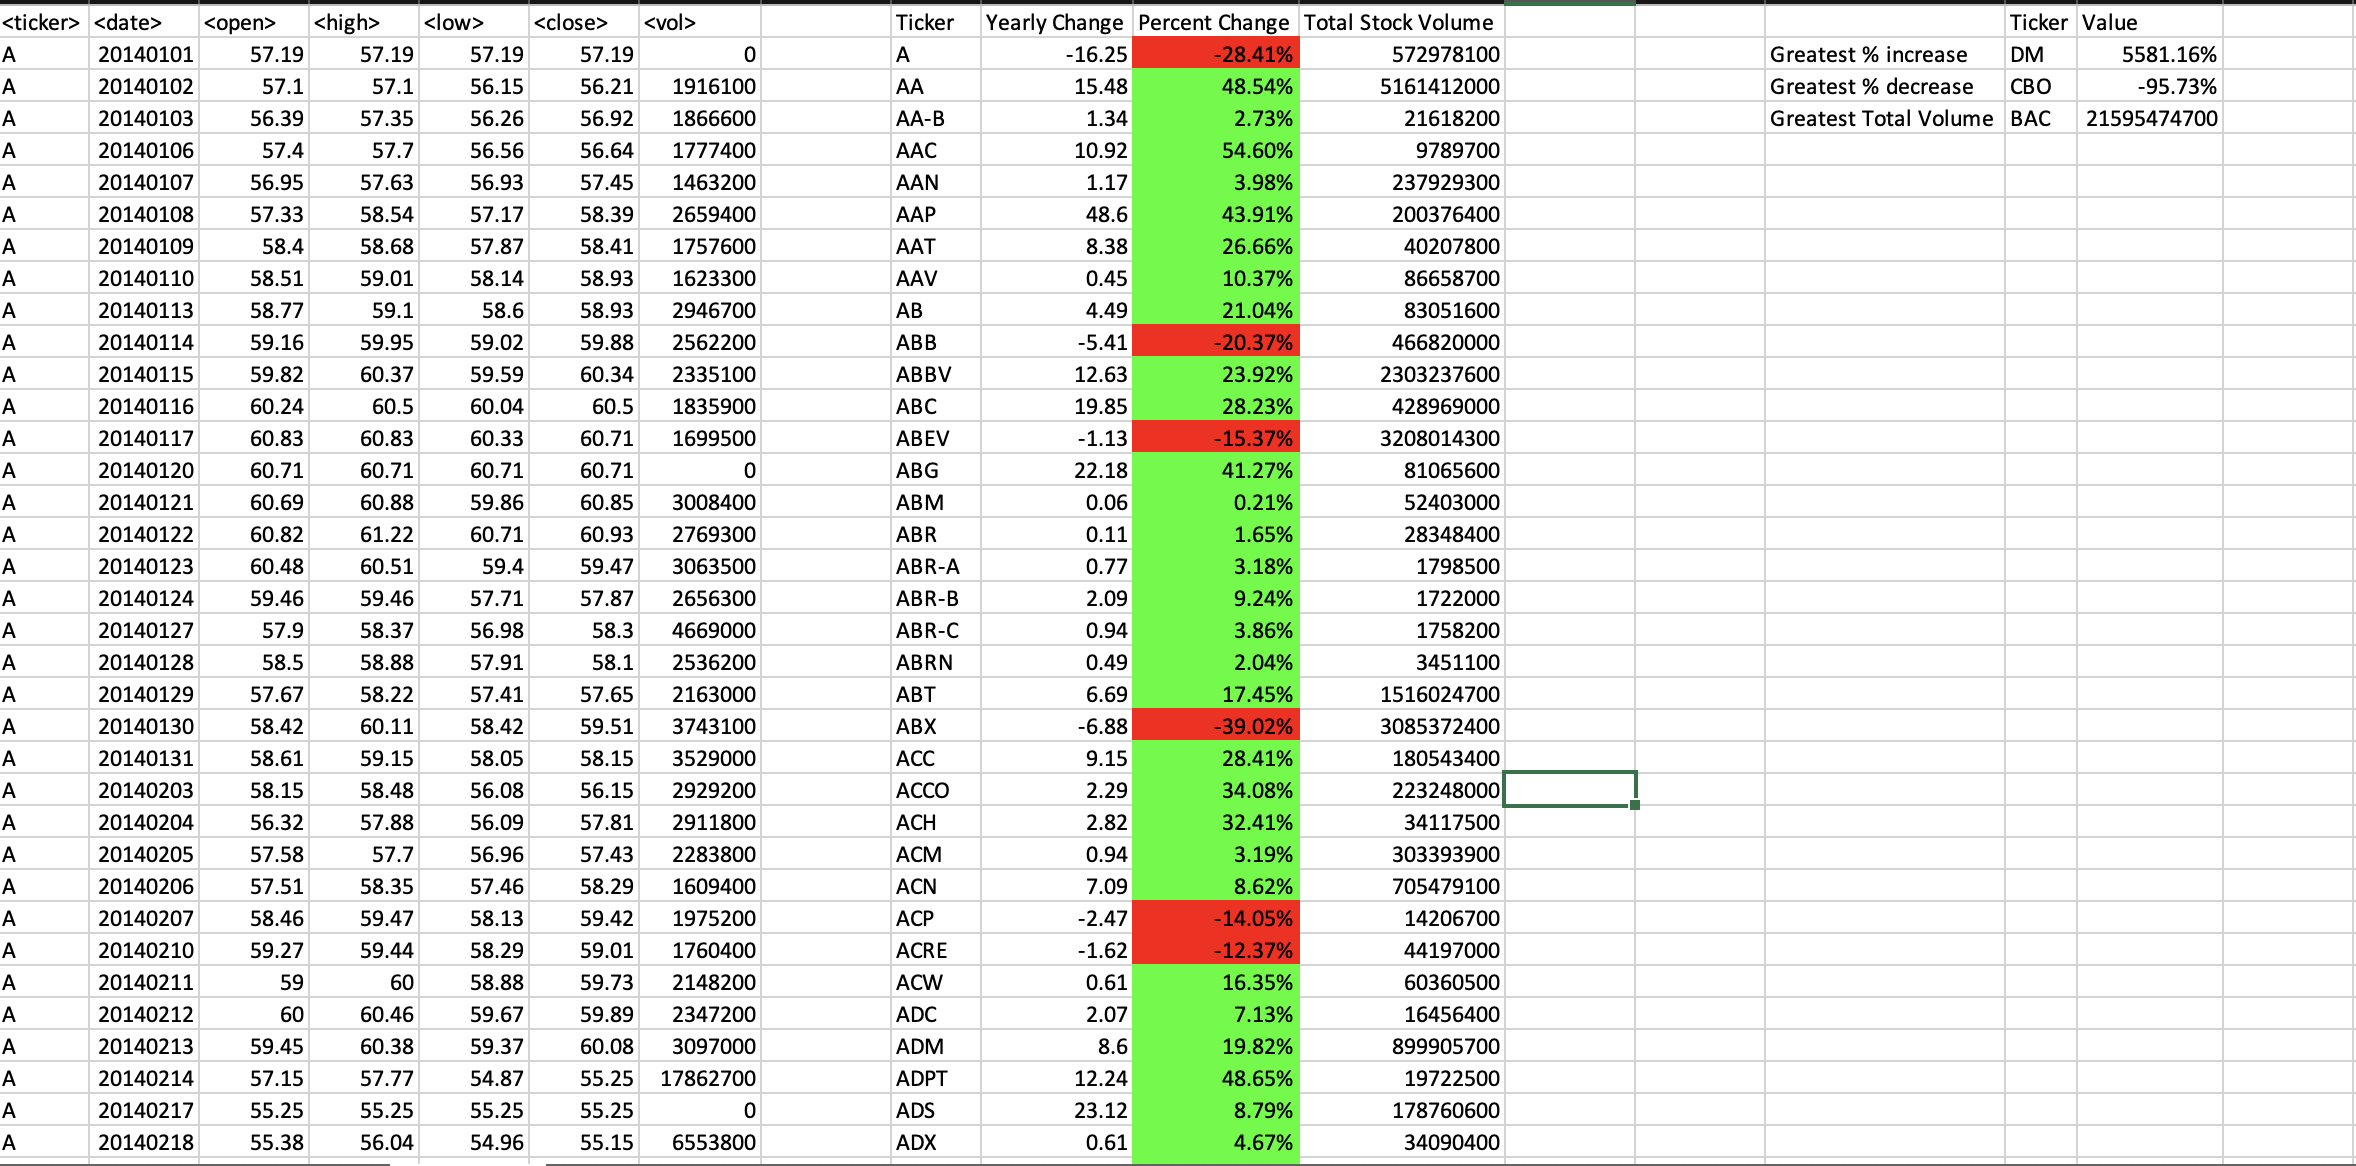 <ticker> <date> <open> <high> <low> <close> <vol> Ticker Yearly Change Percent Change Total Stock Volume Ticker Value
A 20140101 57.19 57.19 57.19 57.19 0 A -16.25 -28.41% 572978100 Greatest % increase DM 5581.16%
A 20140102 57.1 57.1 56.15 56.21 1916100 AA 15.48 48.54% 5161412000 Greatest % decrease CBO -95.73%
A 20140103 56.39 57.35 56.26 56.92 1866600 AA-B 1.34 2.73% 21618200 Greatest Total Volume BAC 21595474700
A 20140106 57.4 57.7 56.56 56.64 1777400 AAC 10.92 54.60% 9789700
A 20140107 56.95 57.63 56.93 57.45 1463200 AAN 1.17 3.98% 237929300
A 20140108 57.33 58.54 57.17 58.39 2659400 AAP 48.6 43.91% 200376400
A 20140109 58.4 58.68 57.87 58.41 1757600 AAT 8.38 26.66% 40207800
A 20140110 58.51 59.01 58.14 58.93 1623300 AAV 0.45 10.37% 86658700
A 20140113 58.77 59.1 58.6 58.93 2946700 AB 4.49 21.04% 83051600
A 20140114 59.16 59.95 59.02 59.88 2562200 ABB -5.41 -20.37% 466820000
A 20140115 59.82 60.37 59.59 60.34 2335100 ABBV 12.63 23.92% 2303237600
A 20140116 60.24 60.5 60.04 60.5 1835900 ABC 19.85 28.23% 428969000
A 20140117 60.83 60.83 60.33 60.71 1699500 ABEV -1.13 -15.37% 3208014300
A 20140120 60.71 60.71 60.71 60.71 0 ABG 22.18 41.27% 81065600
A 20140121 60.69 60.88 59.86 60.85 3008400 ABM 0.06 0.21% 52403000
A 20140122 60.82 61.22 60.71 60.93 2769300 ABR 0.11 1.65% 28348400
A 20140123 60.48 60.51 59.4 59.47 3063500 ABR-A 0.77 3.18% 1798500
A 20140124 59.46 59.46 57.71 57.87 2656300 ABR-B 2.09 9.24% 1722000
A 20140127 57.9 58.37 56.98 58.3 4669000 ABR-C 0.94 3.86% 1758200
A 20140128 58.5 58.88 57.91 58.1 2536200 ABRN 0.49 2.04% 3451100
A 20140129 57.67 58.22 57.41 57.65 2163000 ABT 6.69 17.45% 1516024700
A 20140130 58.42 60.11 58.42 59.51 3743100 ABX -6.88 -39.02% 3085372400
A 20140131 58.61 59.15 58.05 58.15 3529000 ACC 9.15 28.41% 180543400
A 20140203 58.15 58.48 56.08 56.15 2929200 ACCO 2.29 34.08% 223248000
A 20140204 56.32 57.88 56.09 57.81 2911800 ACH 2.82 32.41% 34117500
A 20140205 57.58 57.7 56.96 57.43 2283800 ACM 0.94 3.19% 303393900
A 20140206 57.51 58.35 57.46 58.29 1609400 ACN 7.09 8.62% 705479100
A 20140207 58.46 59.47 58.13 59.42 1975200 ACP -2.47 -14.05% 14206700
A 20140210 59.27 59.44 58.29 59.01 1760400 ACRE -1.62 -12.37% 44197000
A 20140211 59 60 58.88 59.73 2148200 ACW 0.61 16.35% 60360500
A 20140212 60 60.46 59.67 59.89 2347200 ADC 2.07 7.13% 16456400
A 20140213 59.45 60.38 59.37 60.08 3097000 ADM 8.6 19.82% 899905700
A 20140214 57.15 57.77 54.87 55.25 17862700 ADPT 12.24 48.65% 19722500
A 20140217 55.25 55.25 55.25 55.25 0 ADS 23.12 8.79% 178760600
A 20140218 55.38 56.04 54.96 55.15 6553800 ADX 0.61 4.67% 34090400